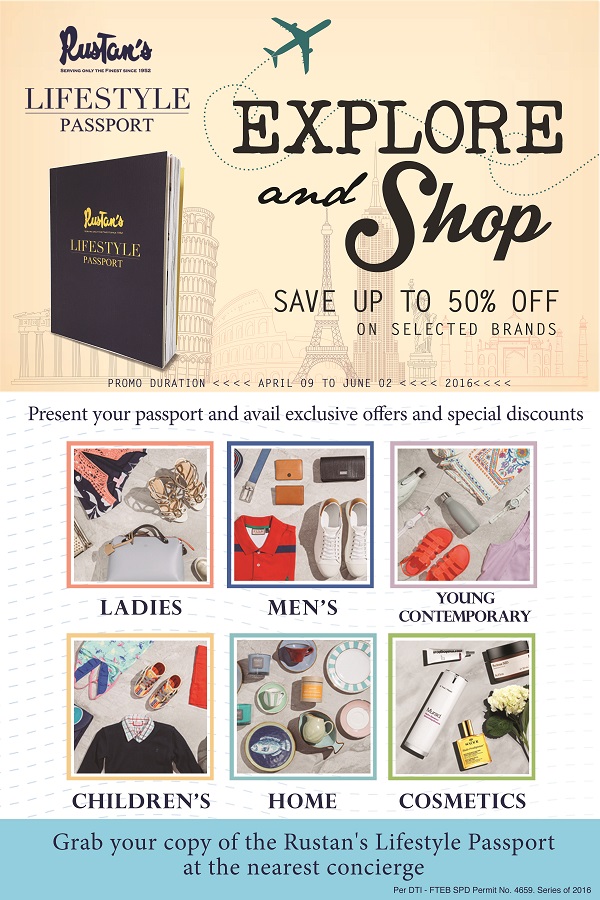 Rustan's
SERVING ONLY THE FINEST SINCE 1952
LIFESTYLE
PASSPORT
EXPLORE
and
Shop
Rustan's
LIFESTYLE
PASSPORT
SAVE UP TO 50% OFF
ON SELECTED BRANDS
PROMO DURATION <<<< APRIL 09 TO JUNE 02 <<<< 2016<<<<
Present your passport and avail exclusive offers and special discounts
LADIES
MEN'S
YOUNG
CONTEMPORARY
Murad
NUXE
CHILDREN'S
HOME
COSMETICS
Grab your copy of the Rustan's Lifestyle Passport
at the nearest concierge
Per DTI - FTEB SPD Permit No. 4659. Series of 2016